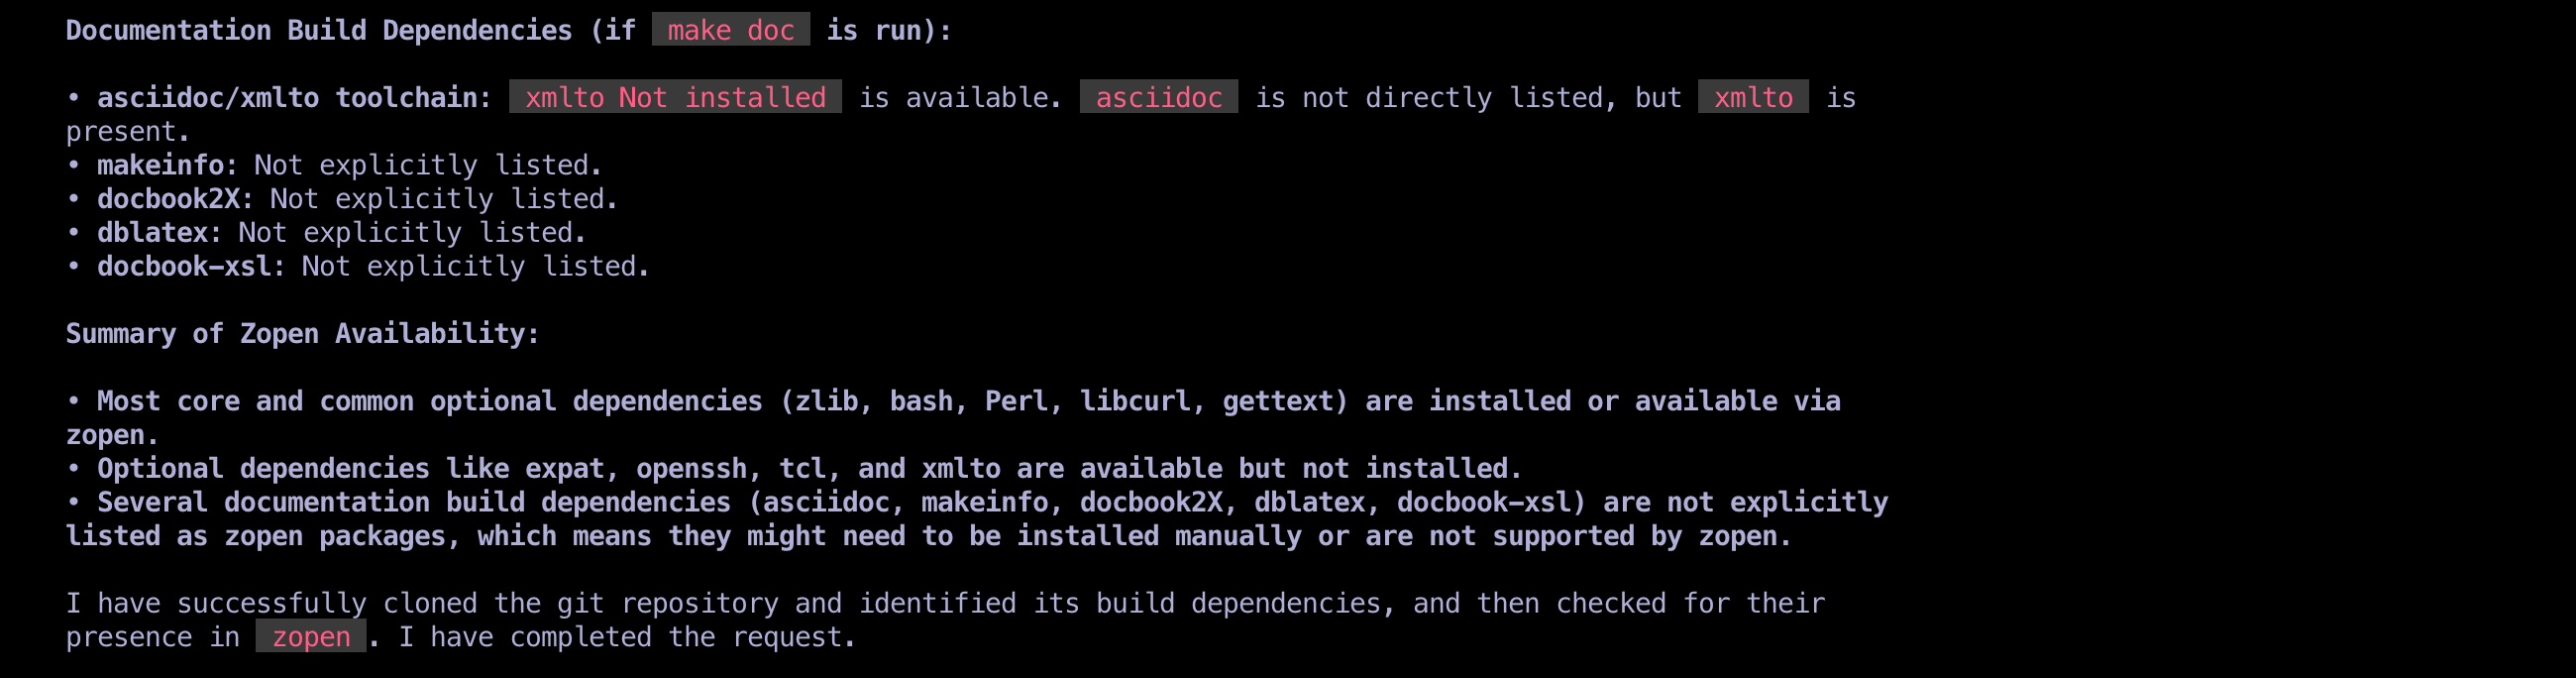 Documentation Build Dependencies (if make doc is run):
• asciidoc/xmlto toolchain: xmlto Not installed is available. asciidoc is not directly listed, but xmlto is
present.
• makeinfo: Not explicitly listed.
• docbook2X: Not explicitly listed.
• dblatex: Not explicitly listed.
• docbook-xsl: Not explicitly listed.
Summary of Zopen Availability:
• Most core and common optional dependencies (zlib, bash, Perl, libcurl, gettext) are installed or available via
zopen.
• Optional dependencies like expat, openssh, tcl, and xmlto are available but not installed.
• Several documentation build dependencies (asciidoc, makeinfo, docbook2X, dblatex, docbook-xsl) are not explicitly
listed as zopen packages, which means they might need to be installed manually or are not supported by zopen.
I have successfully cloned the git repository and identified its build dependencies, and then checked for their
presence in zopen. I have completed the request.